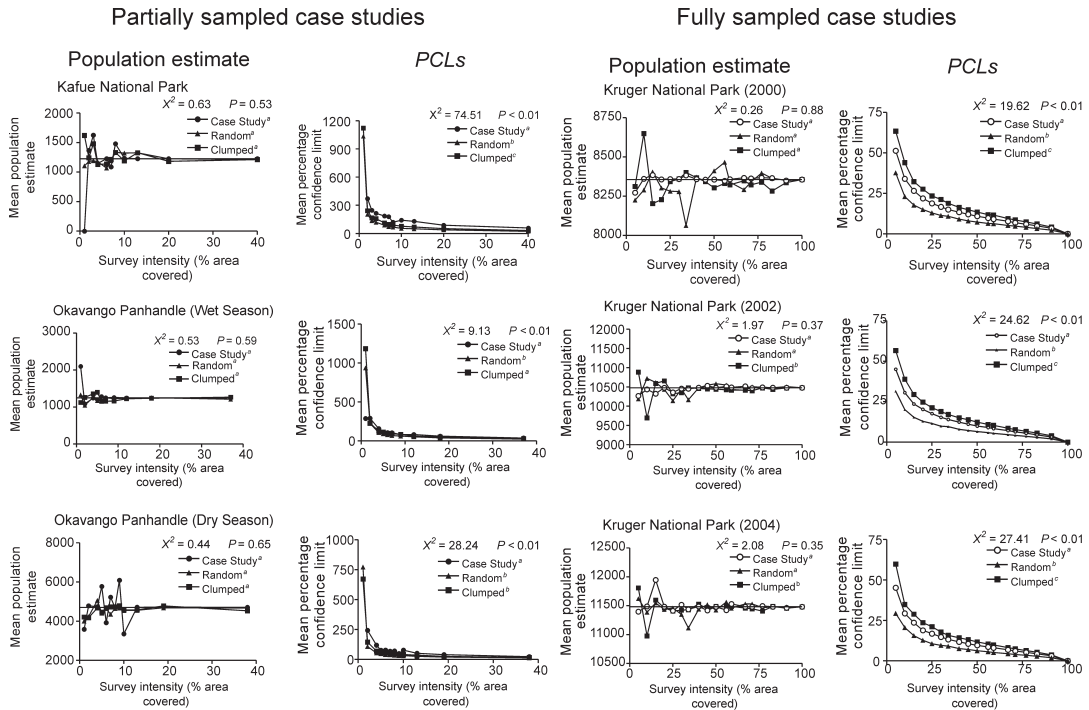 Partially sampled case studies
Fully sampled case studies
Population estimate
PCLs
Population estimate
PCLs
Kafue National Park
X² = 0.63 P = 0.53
Case Studyᵃ
Randomᵃ
Clumpedᵃ
Mean population
estimate
2000
1500
1000
500
0
0 10 20 30 40
Survey intensity (% area
covered)
X² = 74.51 P < 0.01
Case Studyᵃ
Randomᵇ
Clumpedᶜ
Mean percentage
confidence limit
1200
900
600
300
0
0 10 20 30 40
Survey intensity (% area
covered)
Kruger National Park (2000)
X² = 0.26 P = 0.88
Case Studyᵃ
Randomᵃ
Clumpedᵃ
Mean population
estimate
8750
8500
8250
8000
0 25 50 75 100
Survey intensity (% area
covered)
X² = 19.62 P < 0.01
Case Studyᵃ
Randomᵇ
Clumpedᶜ
Mean percentage
confidence limit
75
50
25
0
0 25 50 75 100
Survey intensity (% area
covered)
Okavango Panhandle (Wet Season)
X² = 0.53 P = 0.59
Case Studyᵃ
Randomᵃ
Clumpedᵃ
Mean population
estimate
3000
2000
1000
0
0 10 20 30 40
Survey intensity (% area
covered)
X² = 9.13 P < 0.01
Case Studyᵃ
Randomᵇ
Clumpedᵇ
Mean percentage
confidence limit
1500
1000
500
0
0 10 20 30 40
Survey intensity (% area
covered)
Kruger National Park (2002)
X² = 1.97 P = 0.37
Case Studyᵃ
Randomᵃ
Clumpedᵇ
Mean population
estimate
12000
11500
11000
10500
10000
9500
9000
0 25 50 75 100
Survey intensity (% area
covered)
X² = 24.62 P < 0.01
Case Studyᵃ
Randomᵇ
Clumpedᶜ
Mean percentage
confidence limit
75
50
25
0
0 25 50 75 100
Survey intensity (% area
covered)
Okavango Panhandle (Dry Season)
X² = 0.44 P = 0.65
Case Studyᵃ
Randomᵃ
Clumpedᵃ
Mean population
estimate
8000
6000
4000
2000
0 10 20 30 40
Survey intensity (% area
covered)
X² = 28.24 P < 0.01
Case Studyᵃ
Randomᵇ
Clumpedᵇ
Mean percentage
confidence limit
1000
750
500
250
0
0 10 20 30 40
Survey intensity (% area
covered)
Kruger National Park (2004)
X² = 2.08 P = 0.35
Case Studyᵃ
Randomᵃ
Clumpedᵇ
Mean population
estimate
12500
12000
11500
11000
10500
0 25 50 75 100
Survey intensity (% area
covered)
X² = 27.41 P < 0.01
Case Studyᵃ
Randomᵇ
Clumpedᶜ
Mean percentage
confidence limit
75
50
25
0
0 25 50 75 100
Survey intensity (% area
covered)